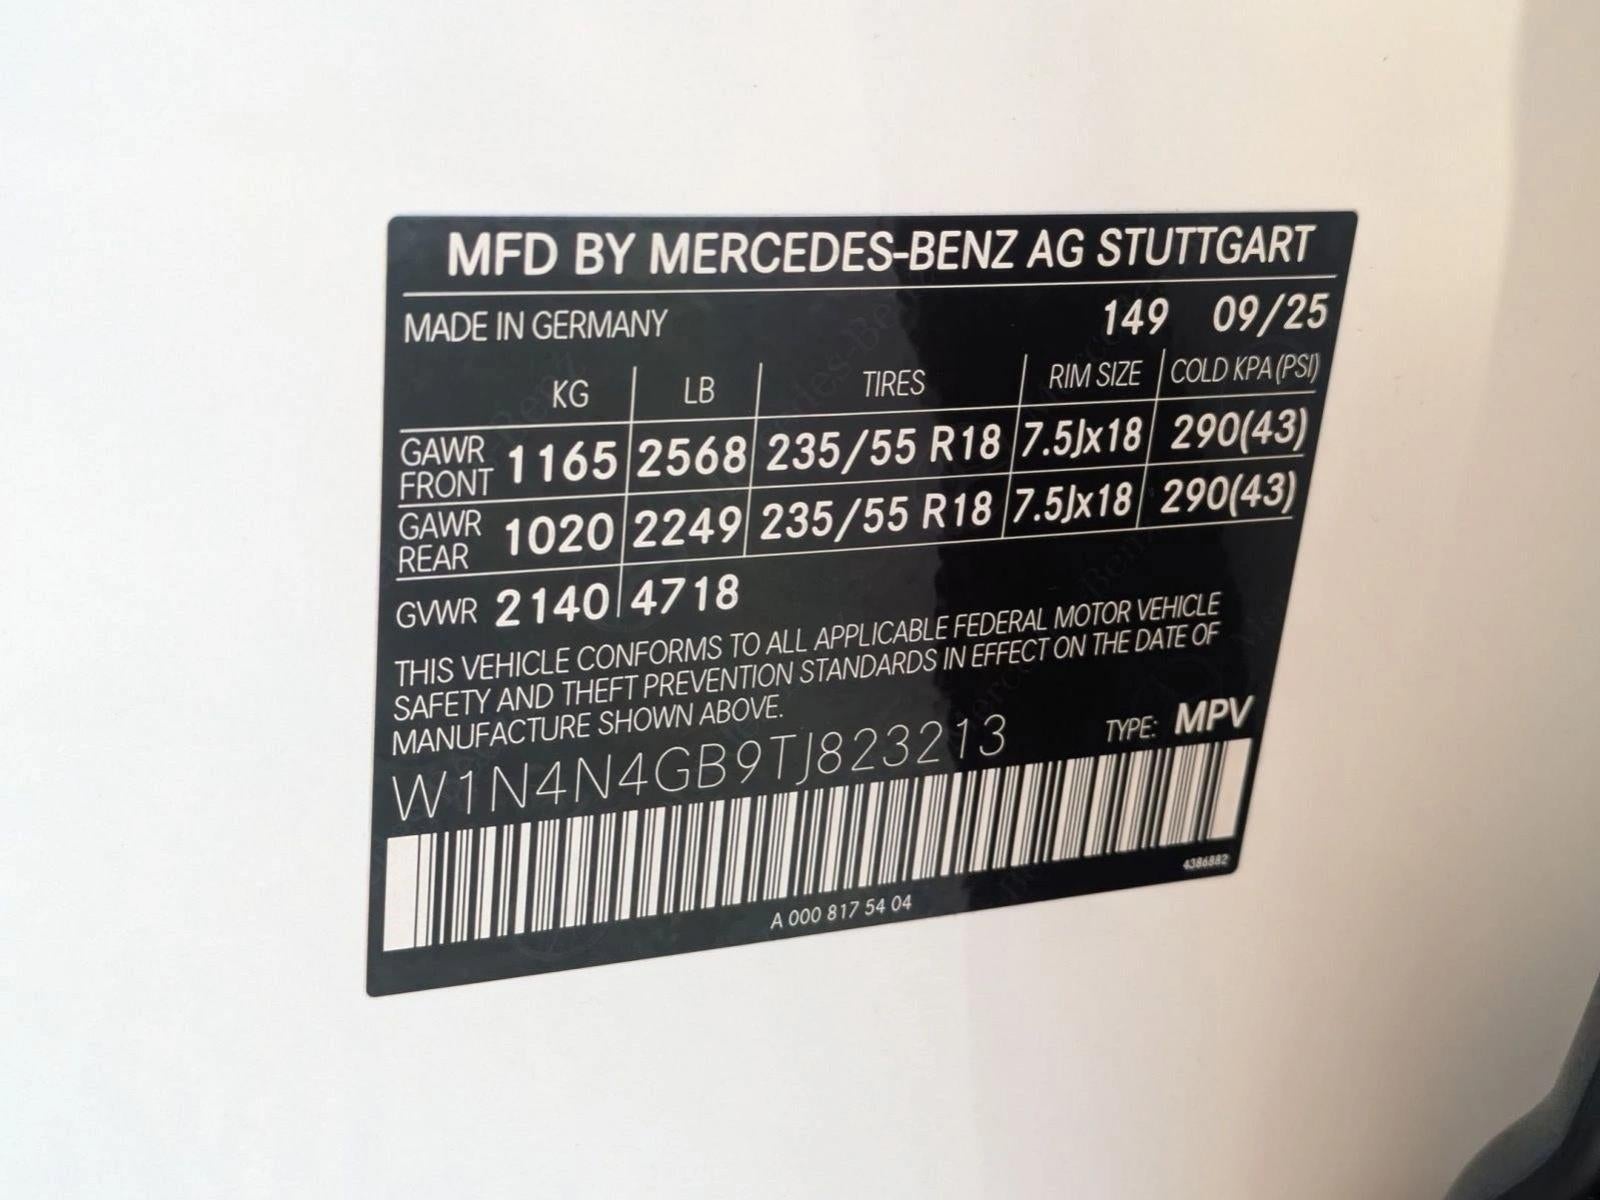 MFD BY MERCEDES-BENZ AG STUTTGART
MADE IN GERMANY 149 09/25
KG LB TIRES RIM SIZE COLD KPA (PSI)
GAWR FRONT 1165 2568 235/55 R18 7.5Jx18 290(43)
GAWR REAR 1020 2249 235/55 R18 7.5Jx18 290(43)
GVWR 2140 4718
THIS VEHICLE CONFORMS TO ALL APPLICABLE FEDERAL MOTOR VEHICLE
SAFETY AND THEFT PREVENTION STANDARDS IN EFFECT ON THE DATE OF
MANUFACTURE SHOWN ABOVE.
W1N4N4GB9TJ823213 TYPE: MPV
4386882
A 000 817 54 04